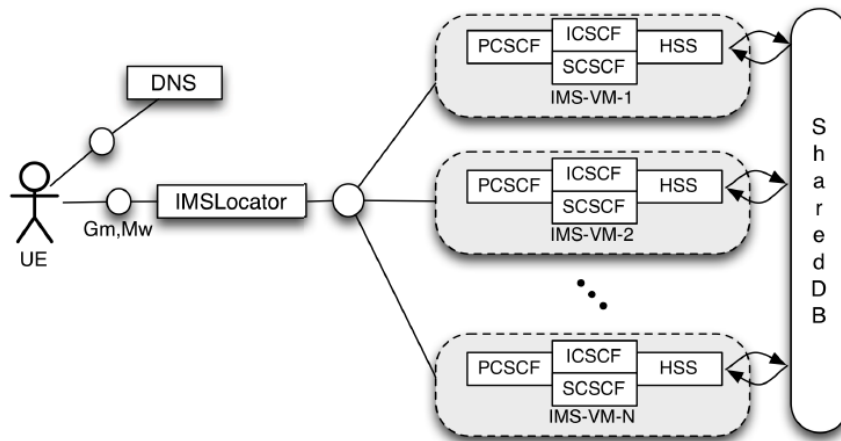 DNS
UE
Gm,Mw
IMSLocator
PCSCF
ICSCF
SCSCF
HSS
IMS-VM-1
PCSCF
ICSCF
SCSCF
HSS
IMS-VM-2
PCSCF
ICSCF
SCSCF
HSS
IMS-VM-N
SharedDB